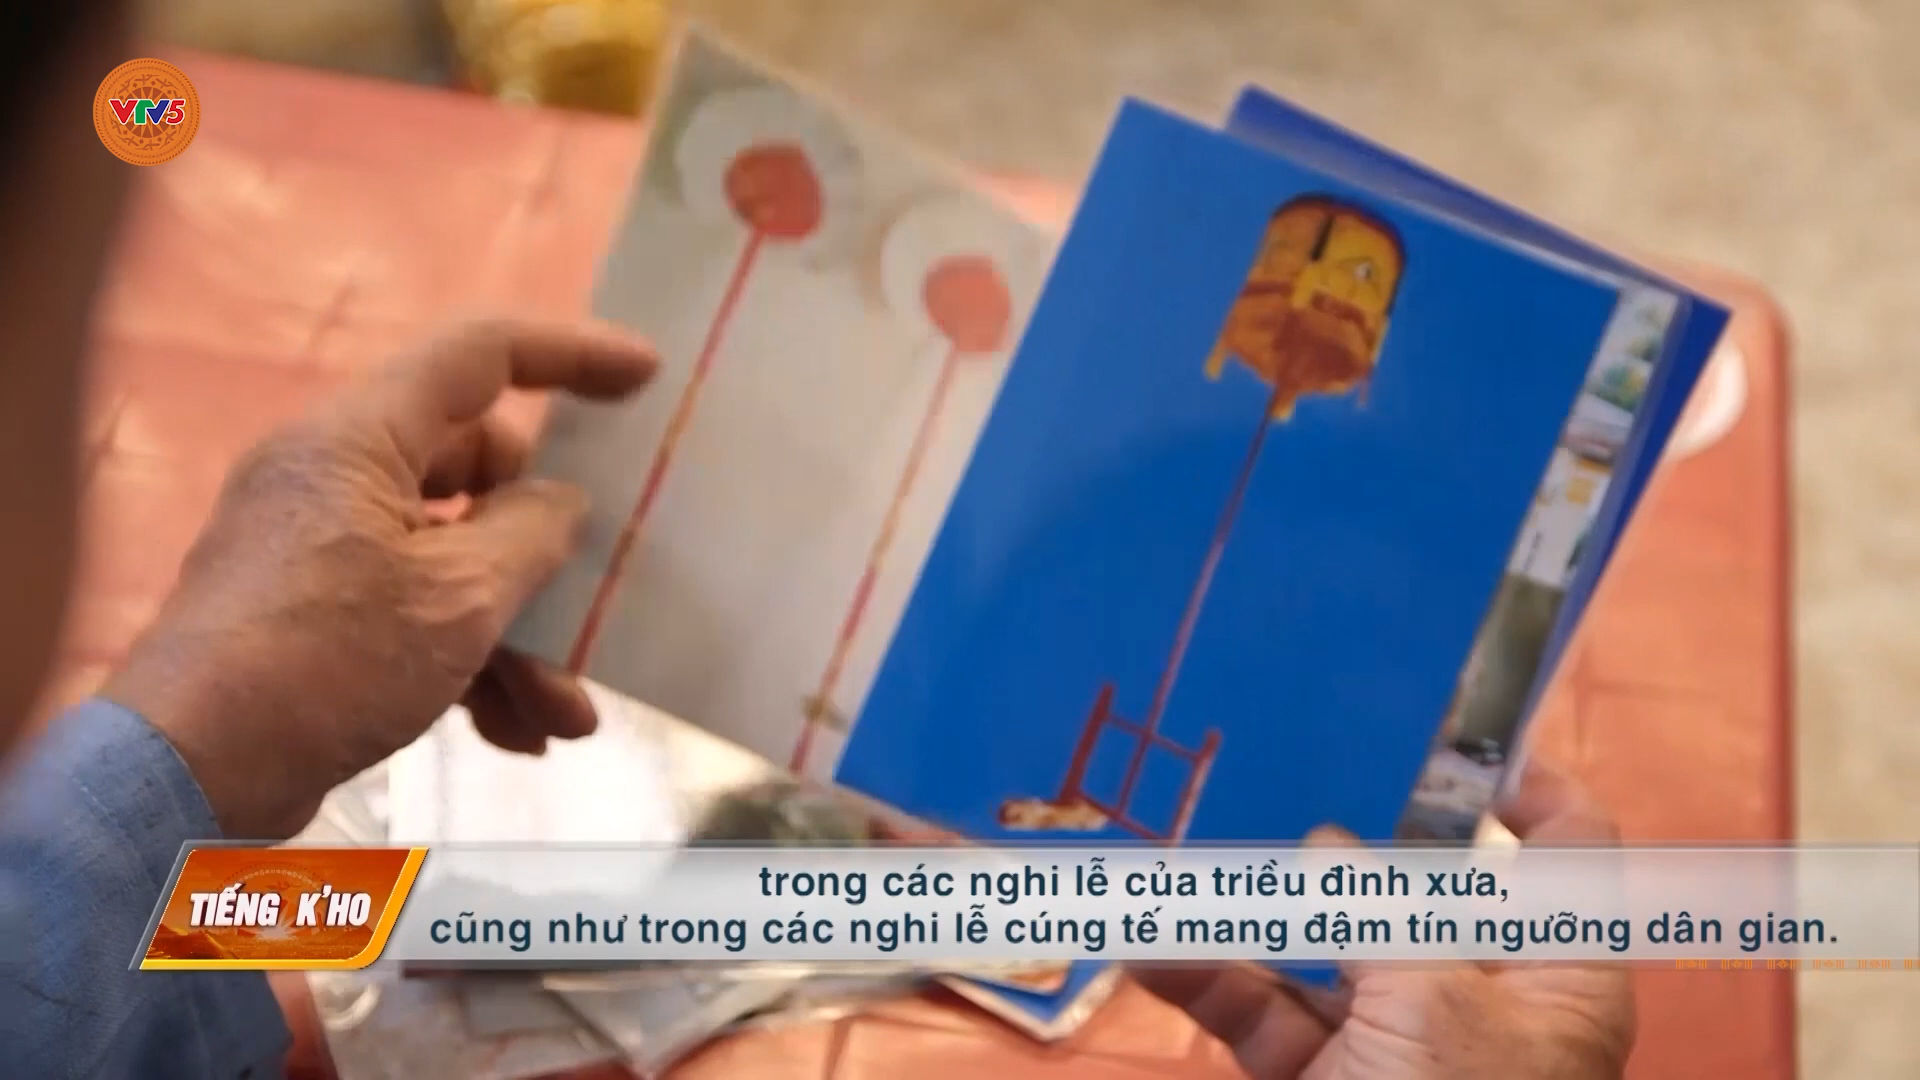 VTV5
TIẾNG K'HO
trong các nghi lễ của triều đình xưa,
cũng như trong các nghi lễ cúng tế mang đậm tín ngưỡng dân gian.